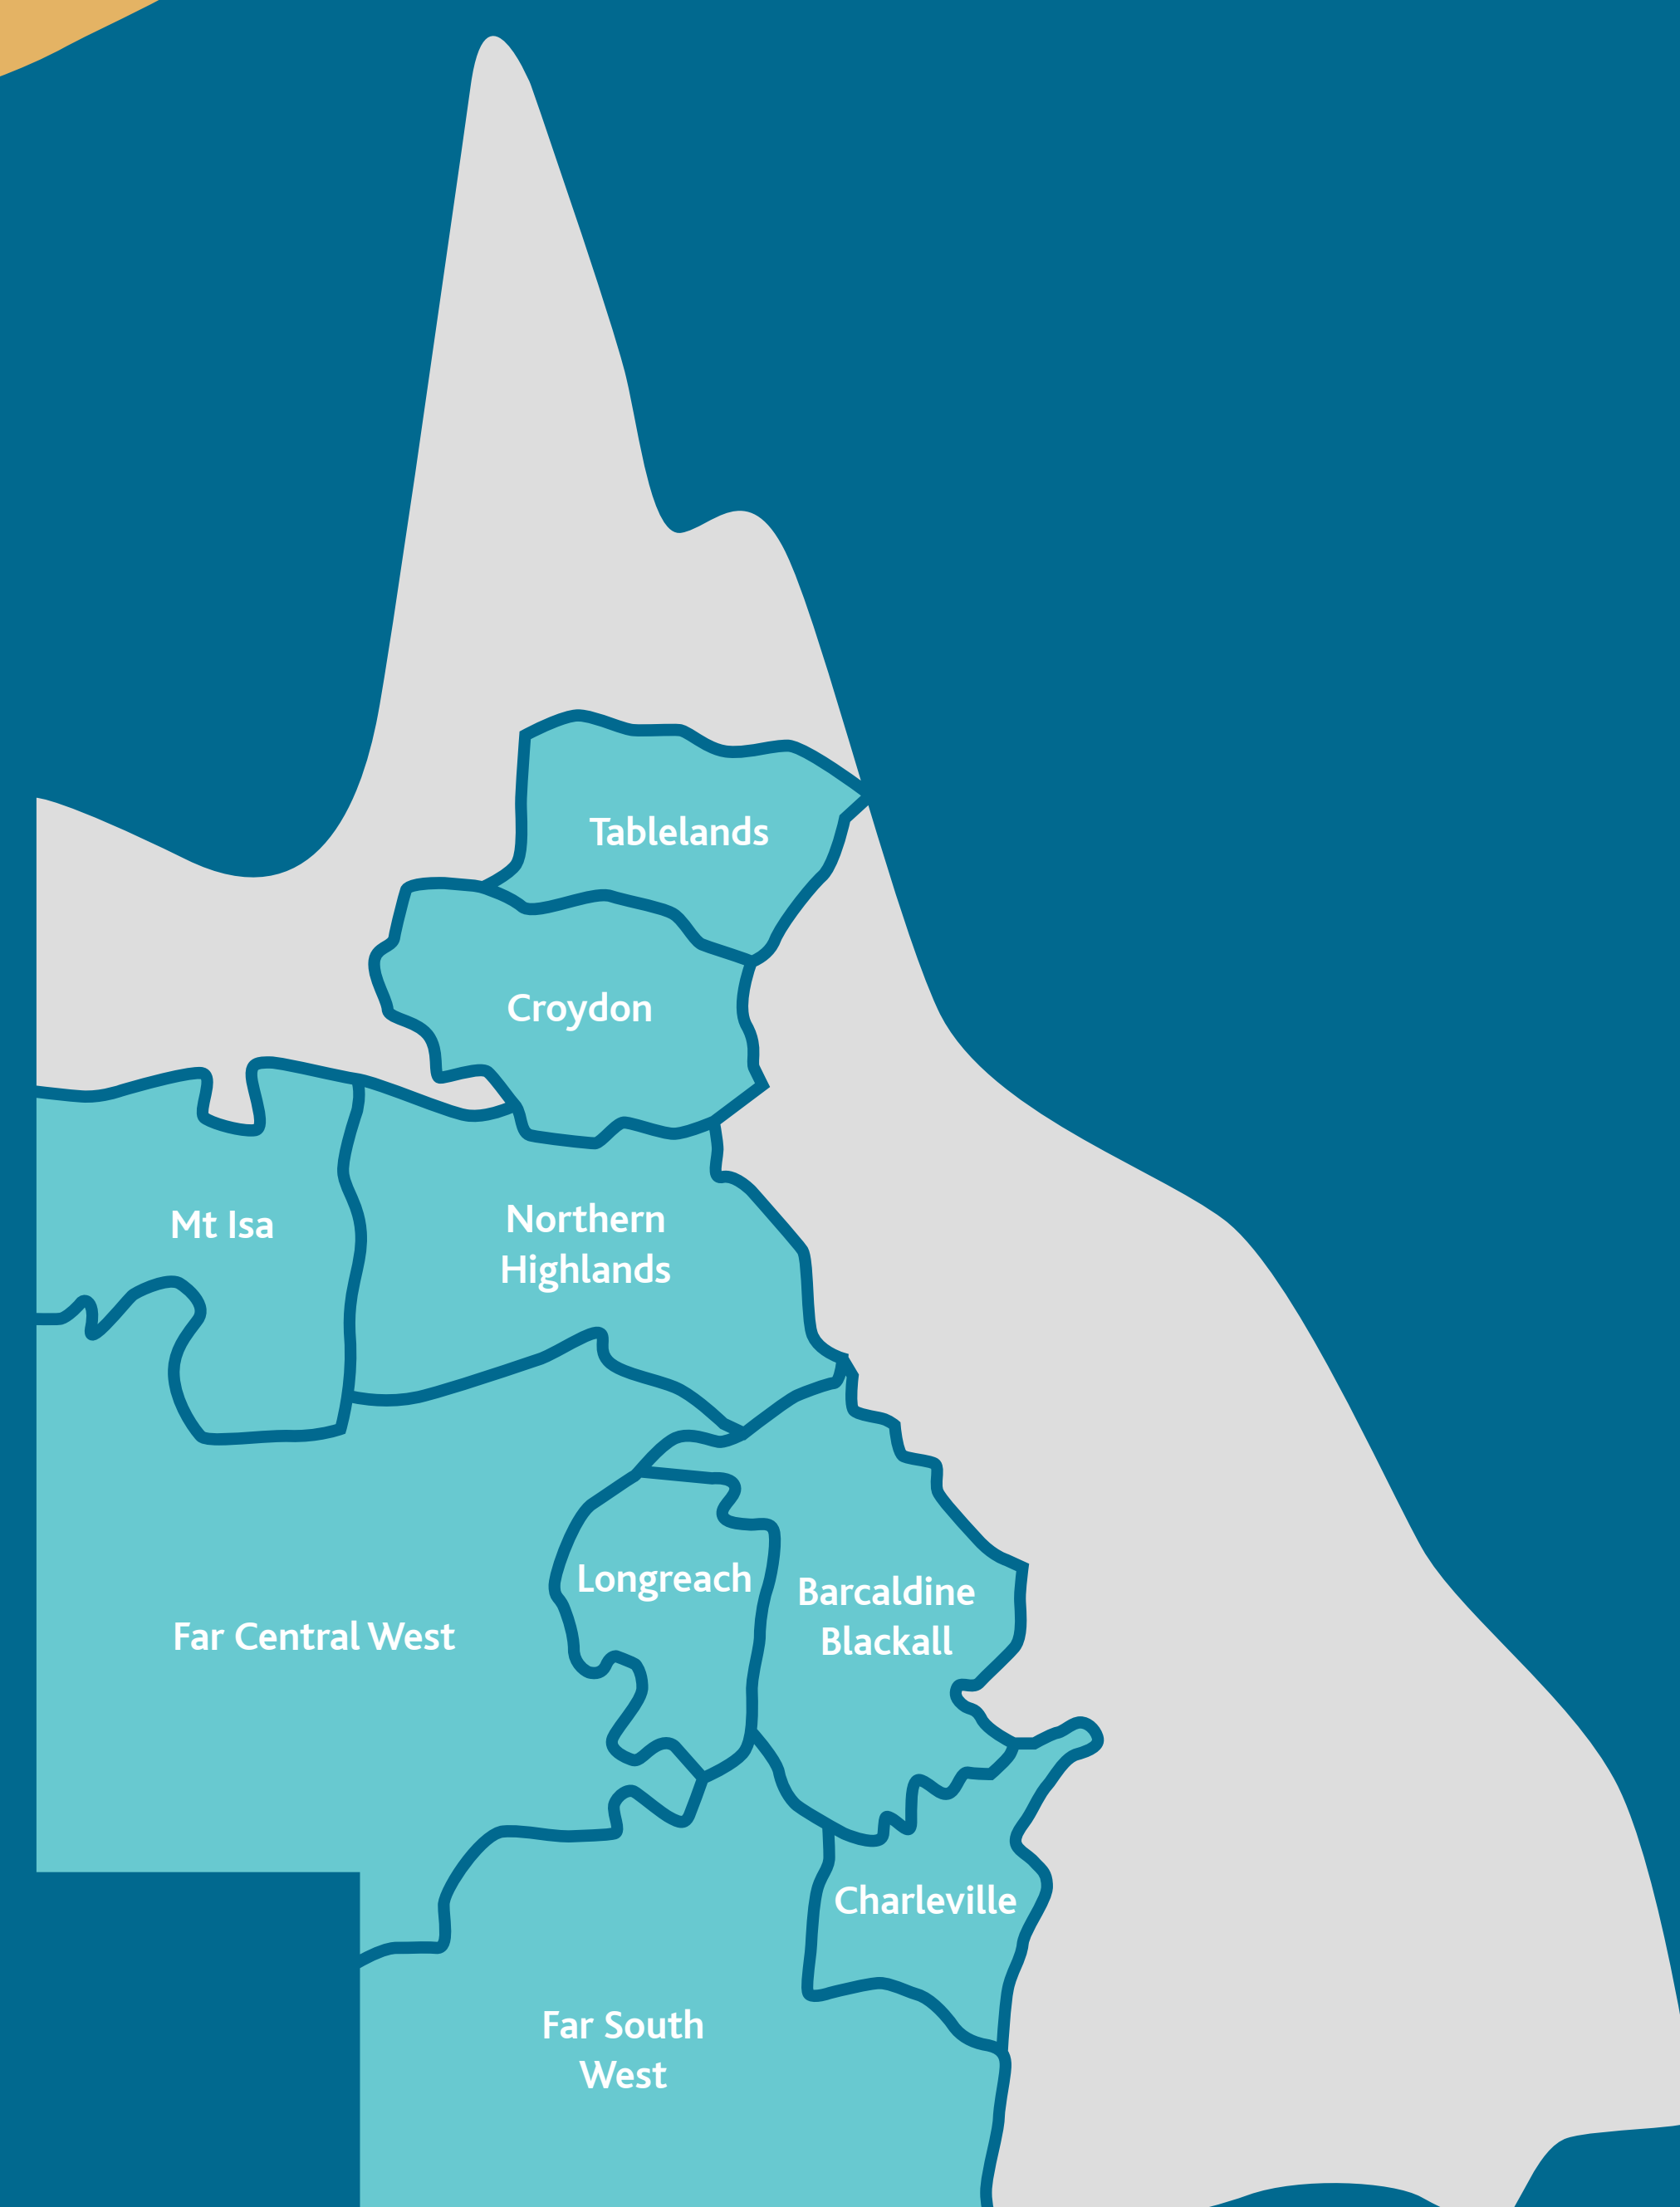 Tablelands
Croydon
Mt Isa
Northern
Highlands
Longreach
Barcaldine
Blackall
Far Central West
Charleville
Far South
West